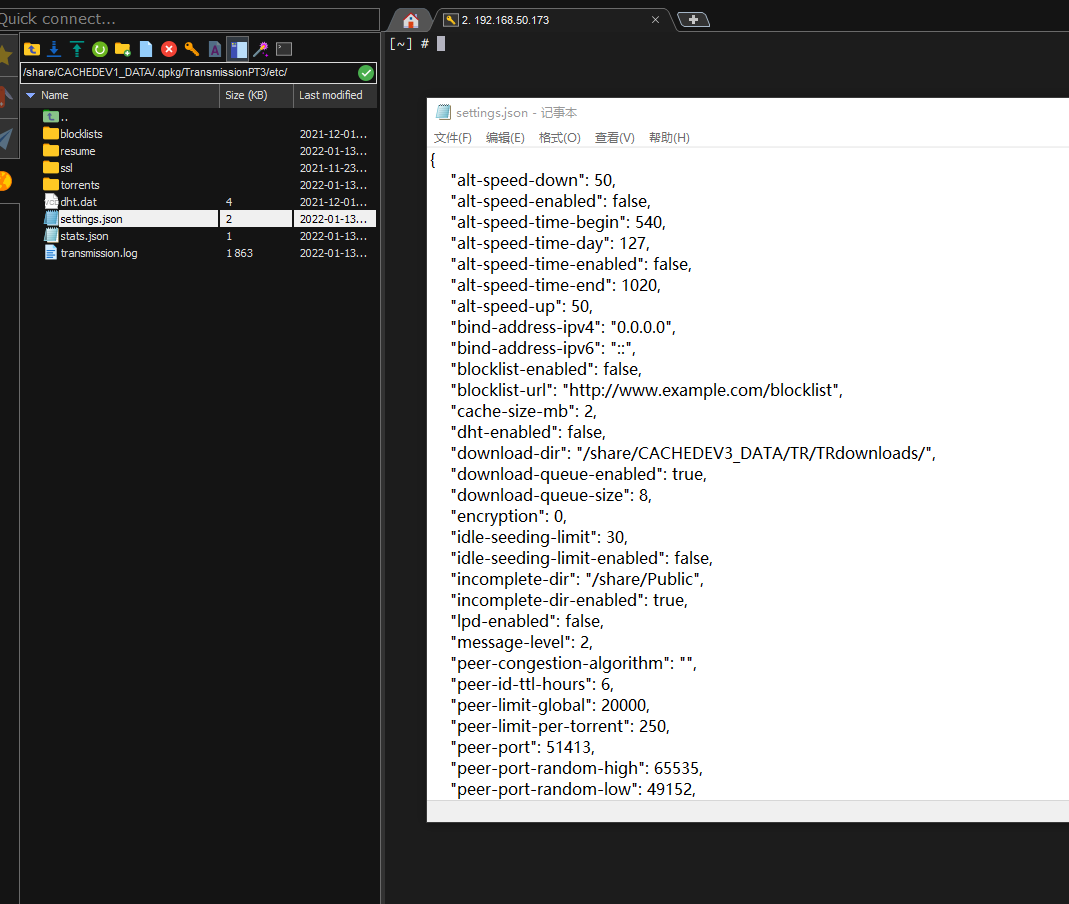 Quick connect...
2. 192.168.50.173
[~] #
/share/CACHEDEV1_DATA/.qpkg/TransmissionPT3/etc/
Name Size (KB) Last modified
..
blocklists 2021-12-01...
resume 2022-01-13...
ssl 2021-11-23...
torrents 2022-01-13...
dht.dat 4 2021-12-01...
settings.json 2 2022-01-13...
stats.json 1 2022-01-13...
transmission.log 1 863 2022-01-13...
settings.json - 记事本
文件(F) 编辑(E) 格式(O) 查看(V) 帮助(H)
{
"alt-speed-down": 50,
"alt-speed-enabled": false,
"alt-speed-time-begin": 540,
"alt-speed-time-day": 127,
"alt-speed-time-enabled": false,
"alt-speed-time-end": 1020,
"alt-speed-up": 50,
"bind-address-ipv4": "0.0.0.0",
"bind-address-ipv6": "::",
"blocklist-enabled": false,
"blocklist-url": "http://www.example.com/blocklist",
"cache-size-mb": 2,
"dht-enabled": false,
"download-dir": "/share/CACHEDEV3_DATA/TR/TRdownloads/",
"download-queue-enabled": true,
"download-queue-size": 8,
"encryption": 0,
"idle-seeding-limit": 30,
"idle-seeding-limit-enabled": false,
"incomplete-dir": "/share/Public",
"incomplete-dir-enabled": true,
"lpd-enabled": false,
"message-level": 2,
"peer-congestion-algorithm": "",
"peer-id-ttl-hours": 6,
"peer-limit-global": 20000,
"peer-limit-per-torrent": 250,
"peer-port": 51413,
"peer-port-random-high": 65535,
"peer-port-random-low": 49152,